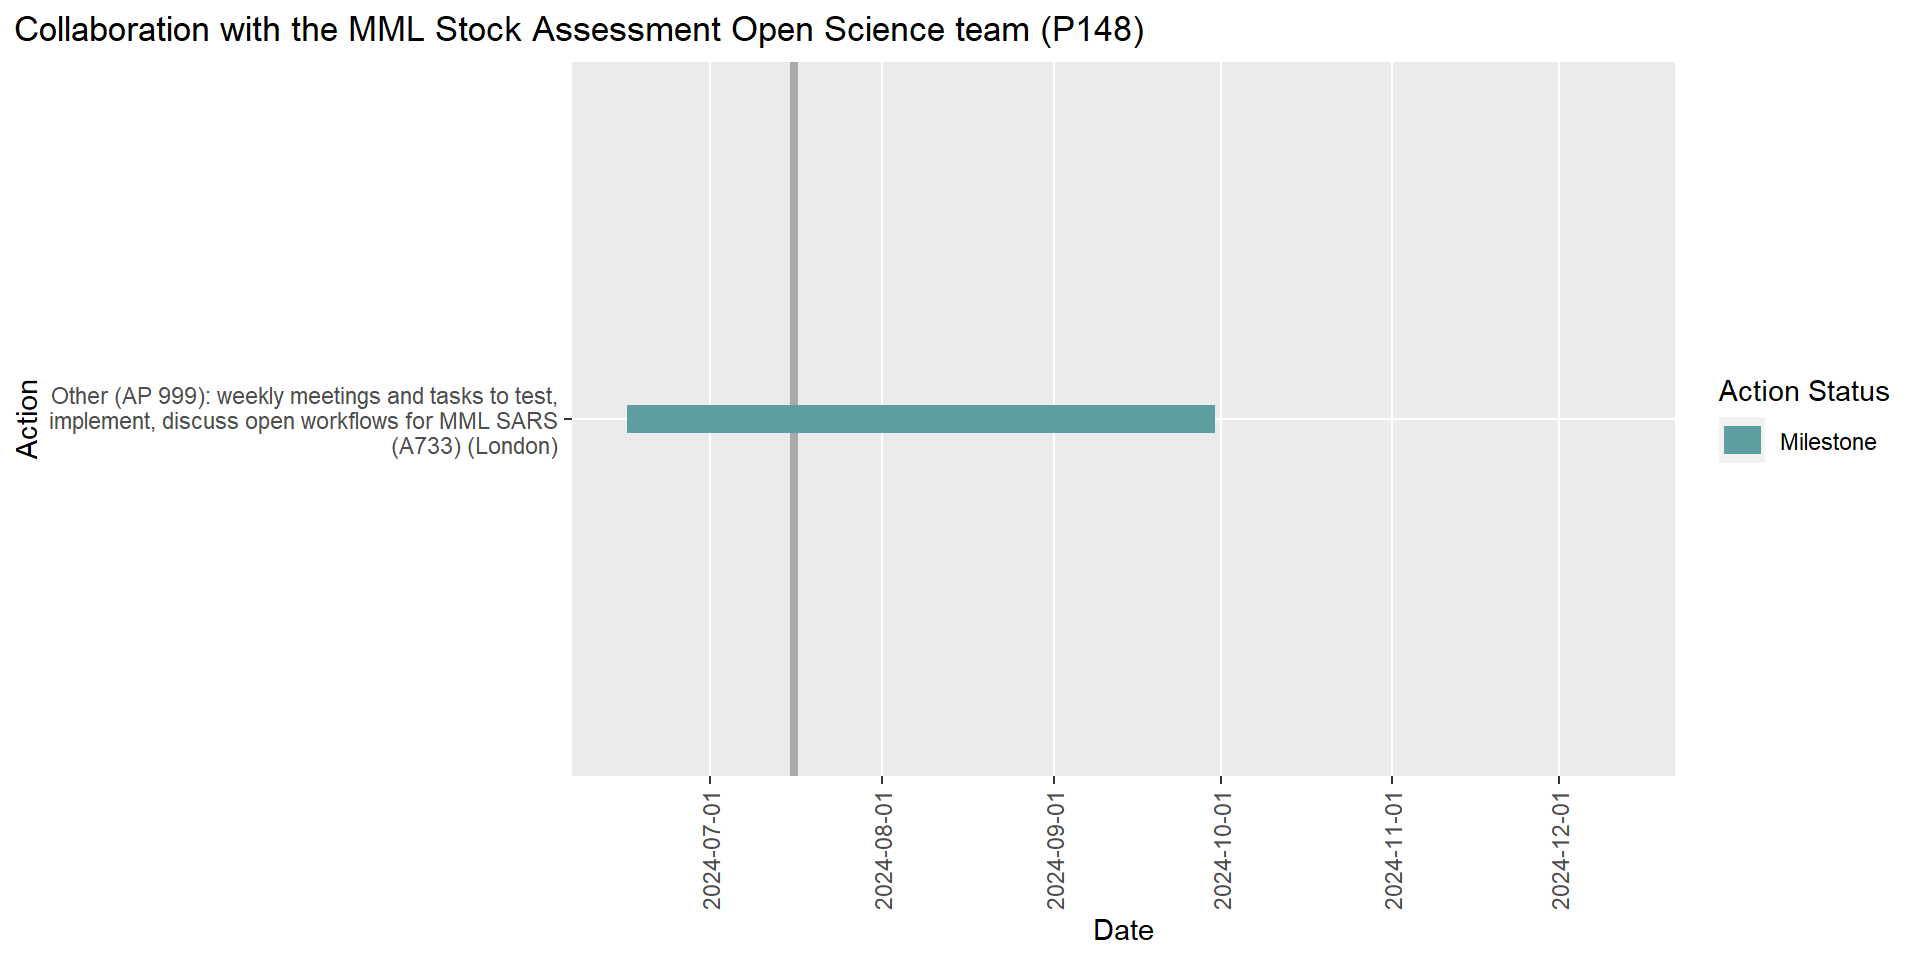 Collaboration with the MML Stock Assessment Open Science team (P148)
Action
Other (AP 999): weekly meetings and tasks to test,
implement, discuss open workflows for MML SARS
(A733) (London)
Action Status
Milestone
2024-07-01
2024-08-01
2024-09-01
2024-10-01
2024-11-01
2024-12-01
Date